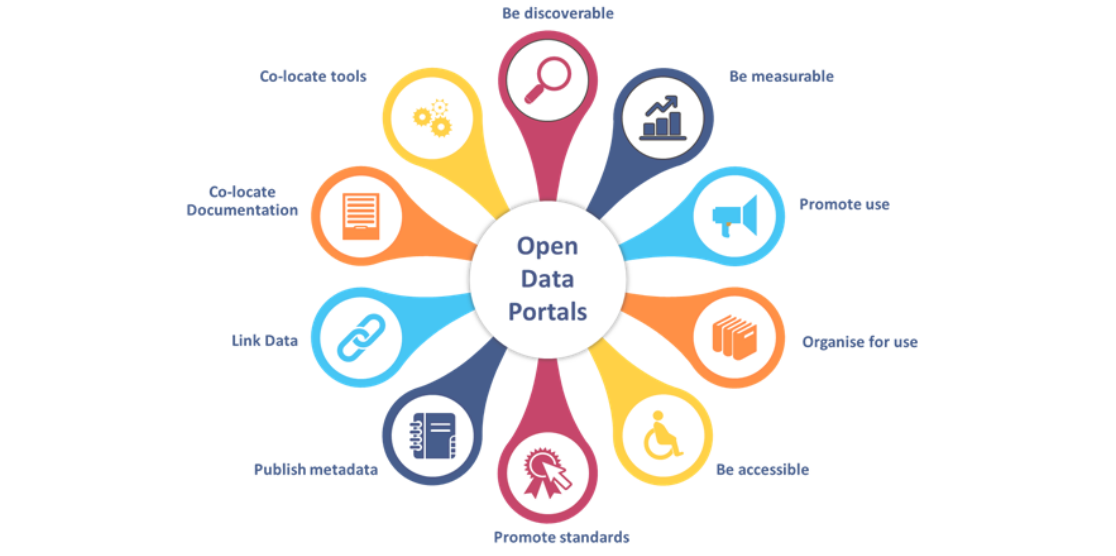 Be discoverable
Co-locate tools
Be measurable
Co-locate
Documentation
Promote use
Open
Data
Portals
Link Data
Organise for use
Publish metadata
Be accessible
Promote standards